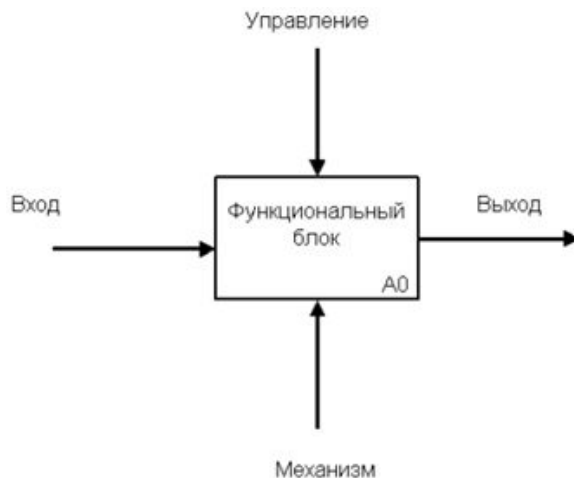 Управление
Вход
Функциональный
блок
Выход
A0
Механизм